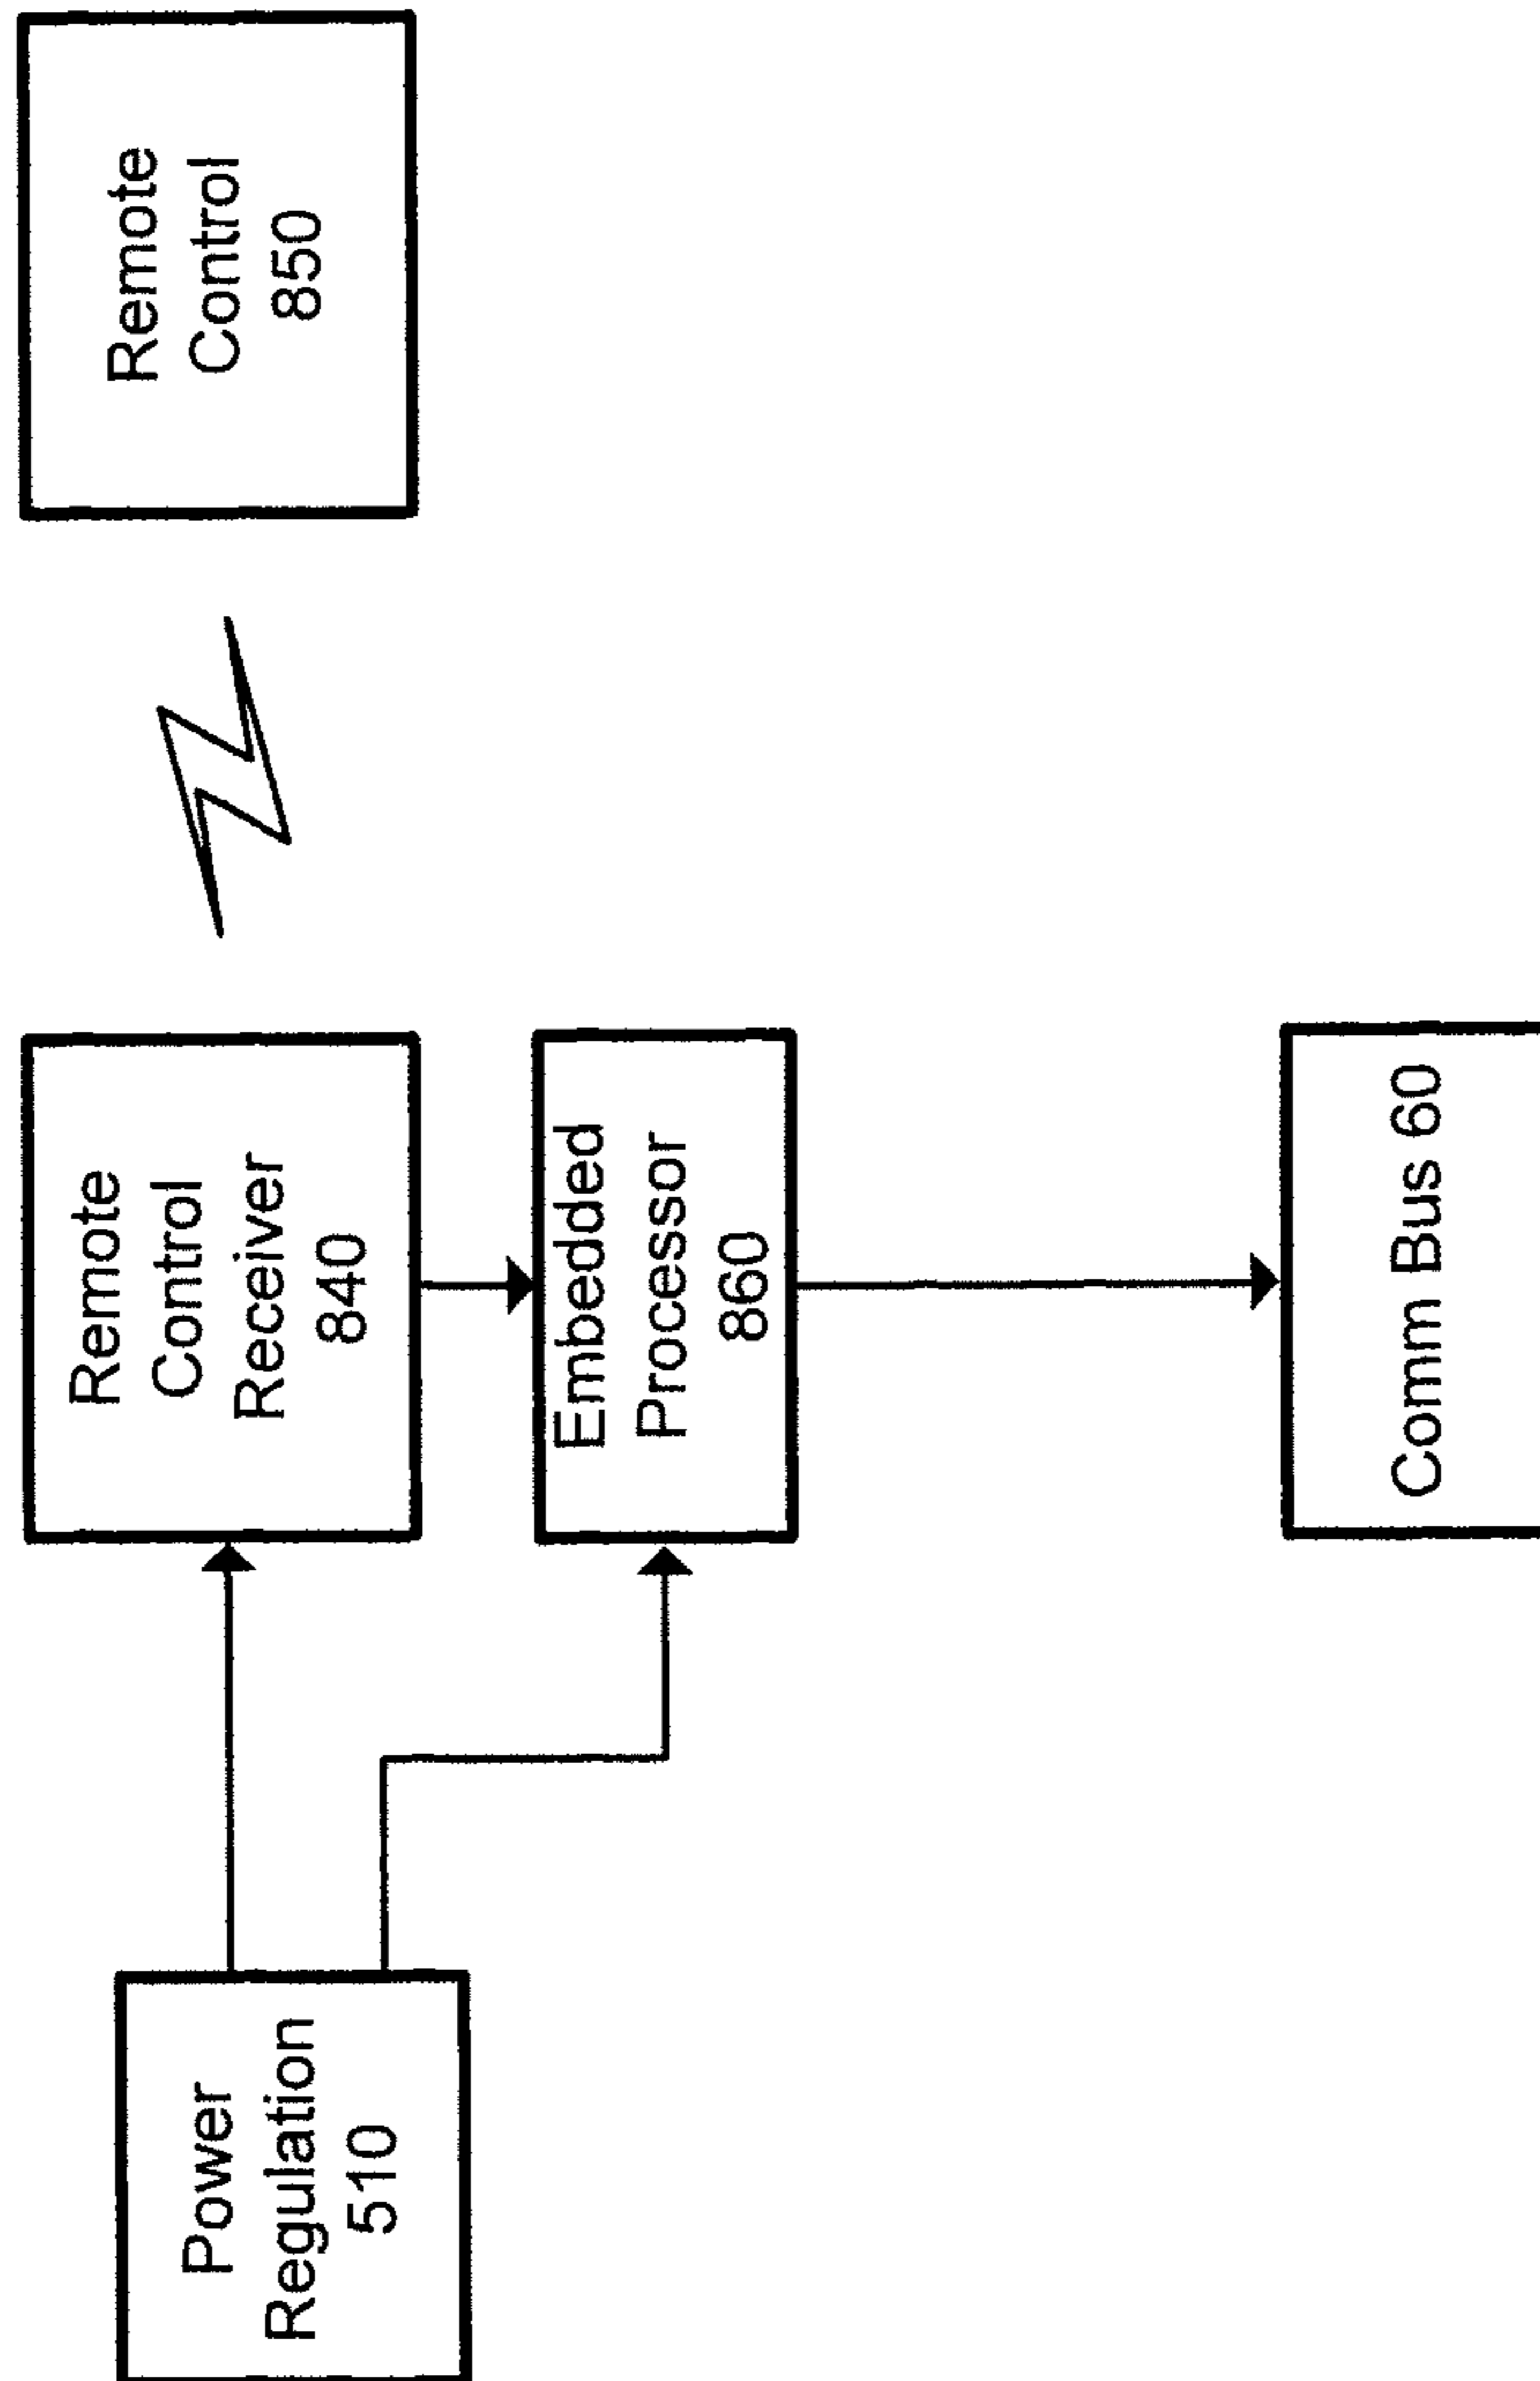 Power
Regulation
510
Remote
Control
Receiver
840
Remote
Control
850
Embedded
Processor
860
Comm Bus 60